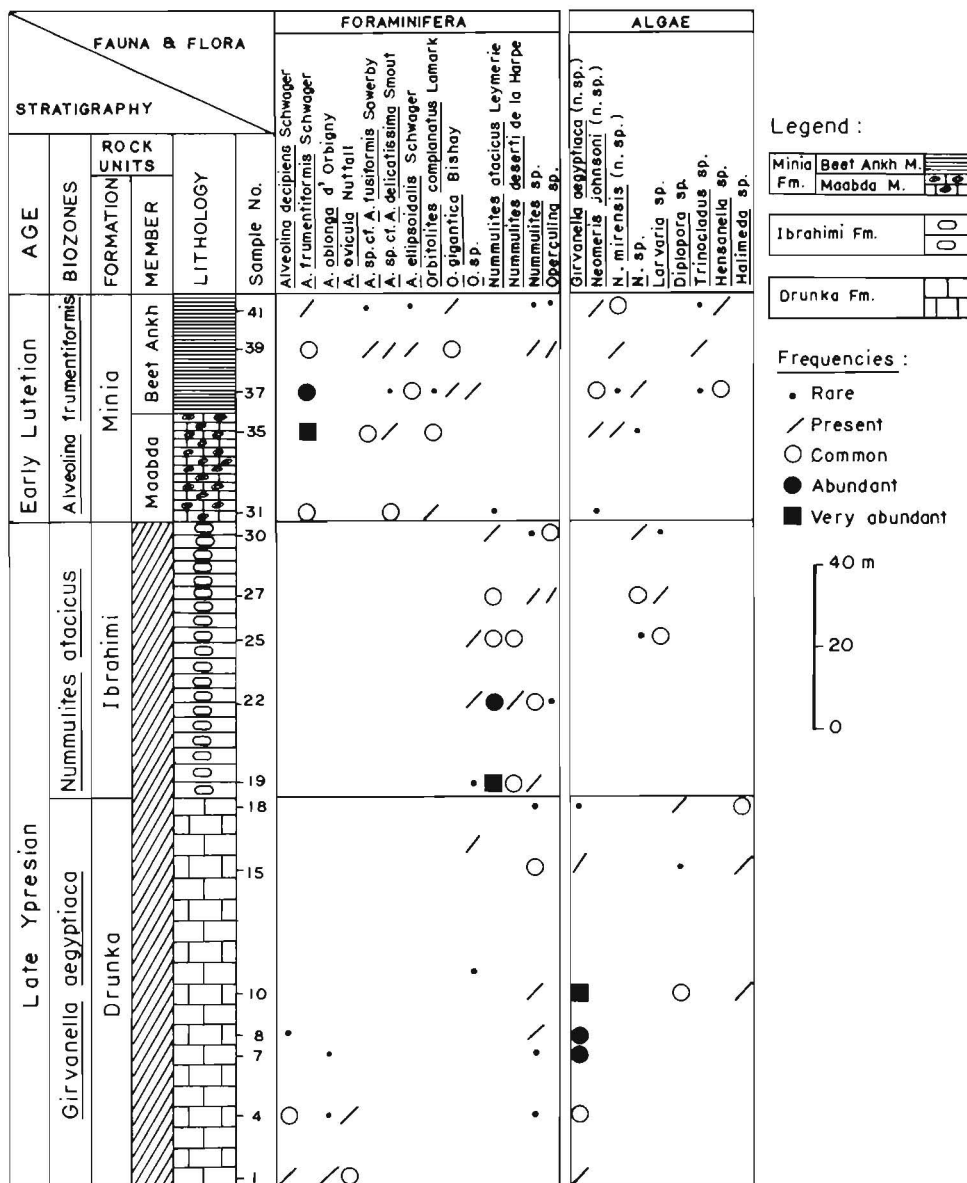 FAUNA & FLORA
STRATIGRAPHY
FORAMINIFERA
ALGAE
AGE
BIOZONES
ROCK UNITS
FORMATION
MEMBER
LITHOLOGY
Sample No.
Alveolina decipiens Schwager
A. frumentiformis Schwager
A. oblonga d' Orbigny
A. avicula Nuttall
A. sp. cf. A. fusiformis Sowerby
A. sp. cf. A. delicatissima Smout
A. ellipsoidalis Schwager
Orbitolites complanatus Lamark
O. gigantica Bishay
O. sp.
Nummulites atacicus Leymerie
Nummulites deserti de la Harpe
Nummulites sp.
Operculing sp.
Girvanella aegyptiaca (n. sp.)
Neomeris Johnsoni (n. sp.)
N. mirensis (n. sp.)
N. sp.
Larvaria sp.
Diplopora sp.
Trinocladus sp.
Hensanella sp.
Halimeda sp.
Early Lutetian
Alveolina frumentiformis
Minia
Beet Ankh
Maabda
Late Ypresian
Nummulites atacicus
Ibrahimi
Girvanella aegyptiaca
Drunka
41
39
37
35
31
30
27
25
22
19
18
15
10
8
7
4
1
Legend :
Minia Fm.
Beet Ankh M.
Maabda M.
Ibrahimi Fm.
Drunka Fm.
Frequencies :
Rare
Present
Common
Abundant
Very abundant
40 m
20
0